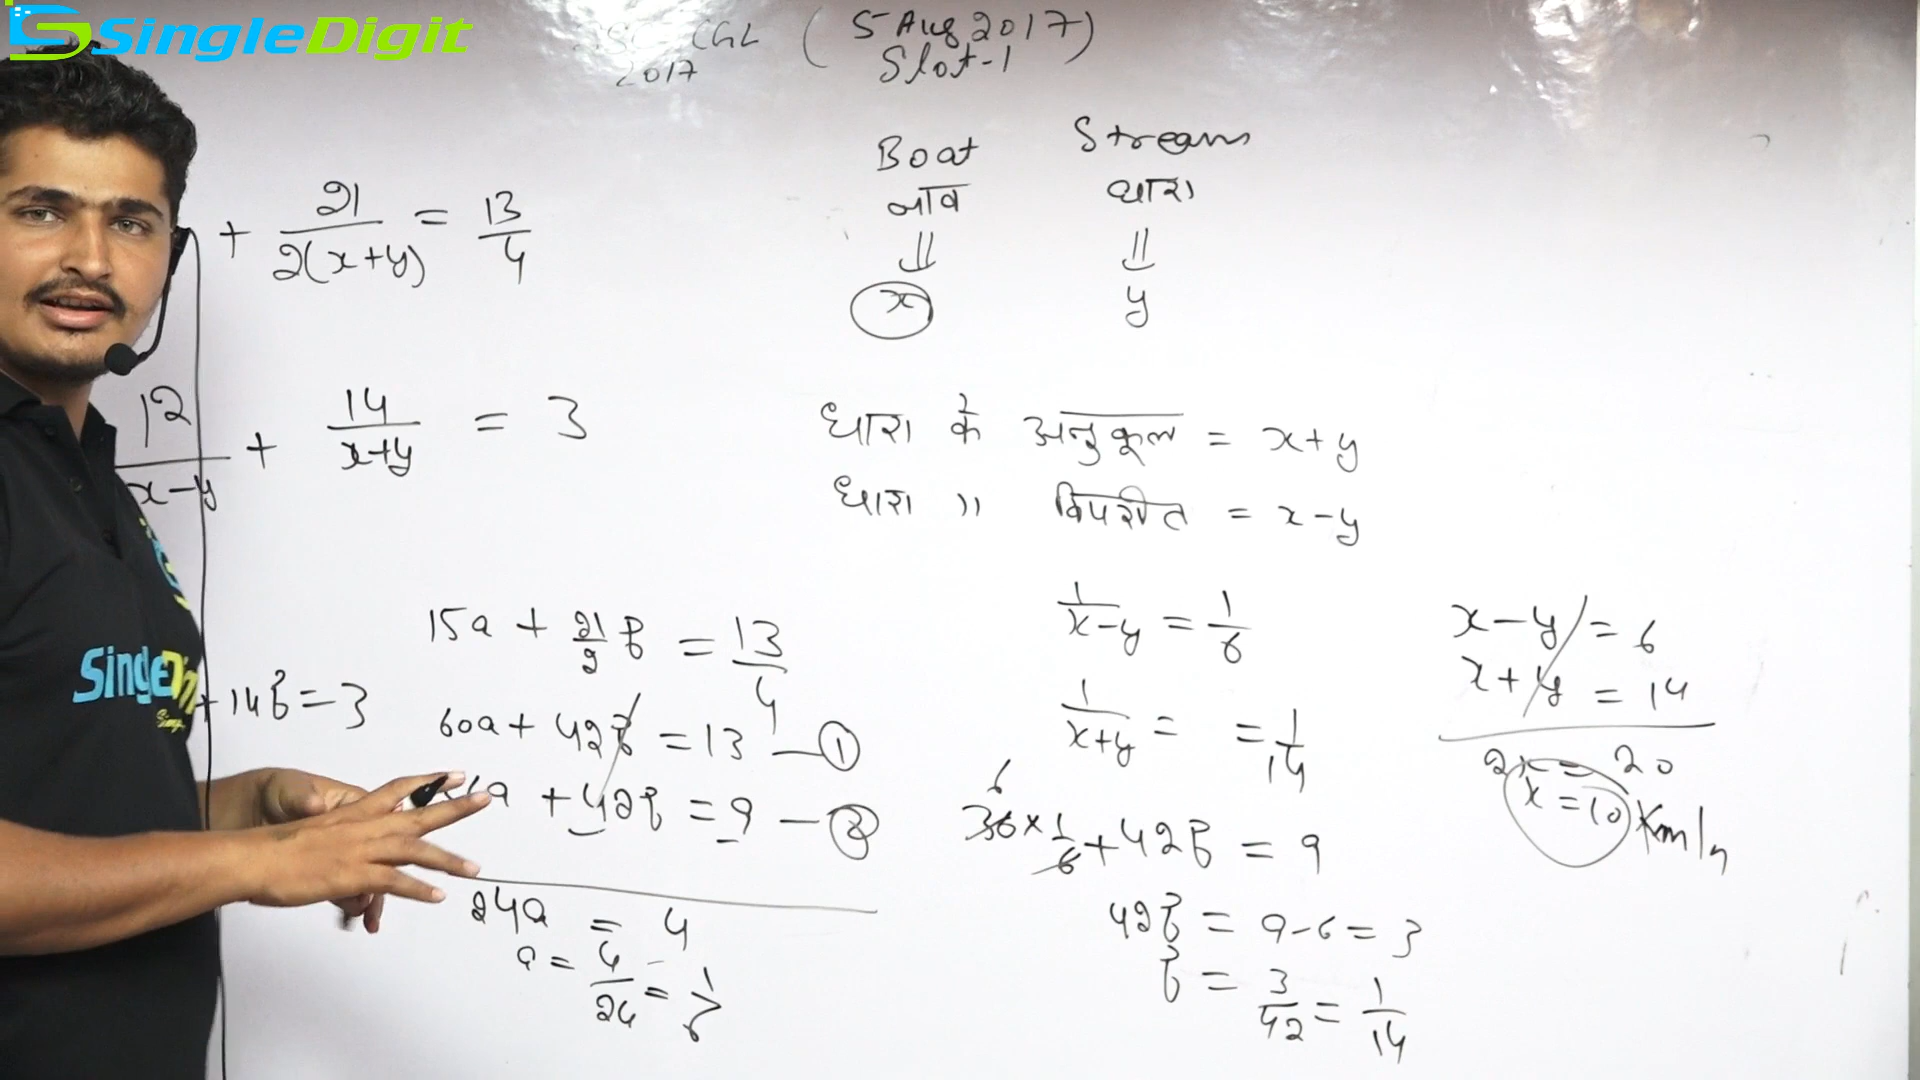 SingleDigit
CGL (5 Aug 2017)
2017 Slot-1
Boat Stream
नाव धारा
x y
+ 21/2(x+y) = 13/4
12/x-y + 14/x+y = 3
धारा के अनुकूल = x+y
धारा " विपरीत = x-y
15a + 21/2 b = 13/4
+14b = 3
60a + 42b = 13 — ①
+ 42b = 9 — ②
24a = 4
a = 4/24 = 1/6
1/x-y = 1/6
1/x+y = = 1/14
6
36 × 1/6 + 42b = 9
42b = 9-6 = 3
b = 3/42 = 1/14
x-y = 6
x+y = 14
2x = 20
x = 10 Km/h
Single